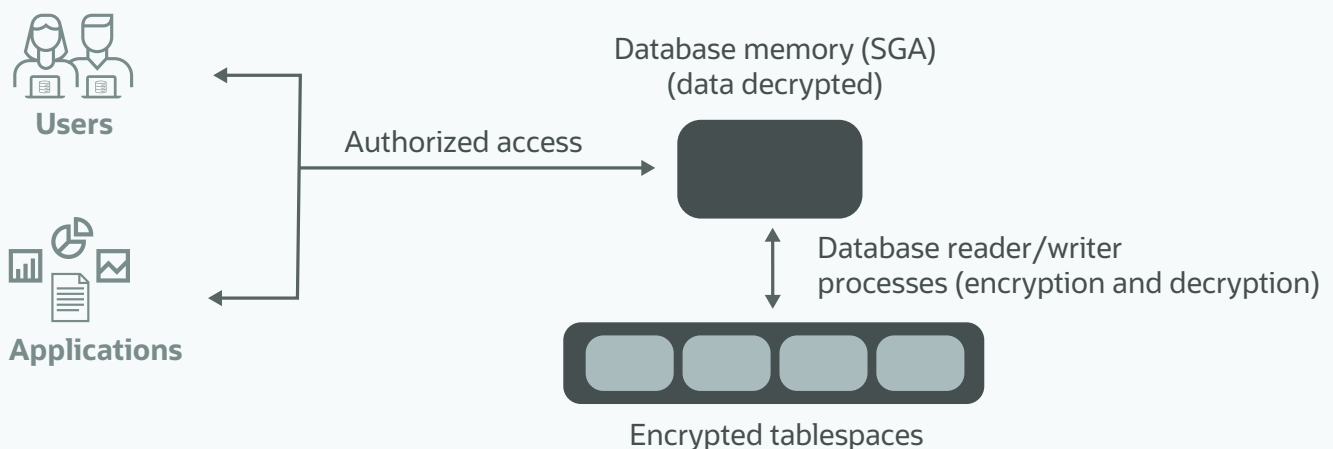 Users
Applications
Authorized access
Database memory (SGA)
(data decrypted)
Database reader/writer
processes (encryption and decryption)
Encrypted tablespaces